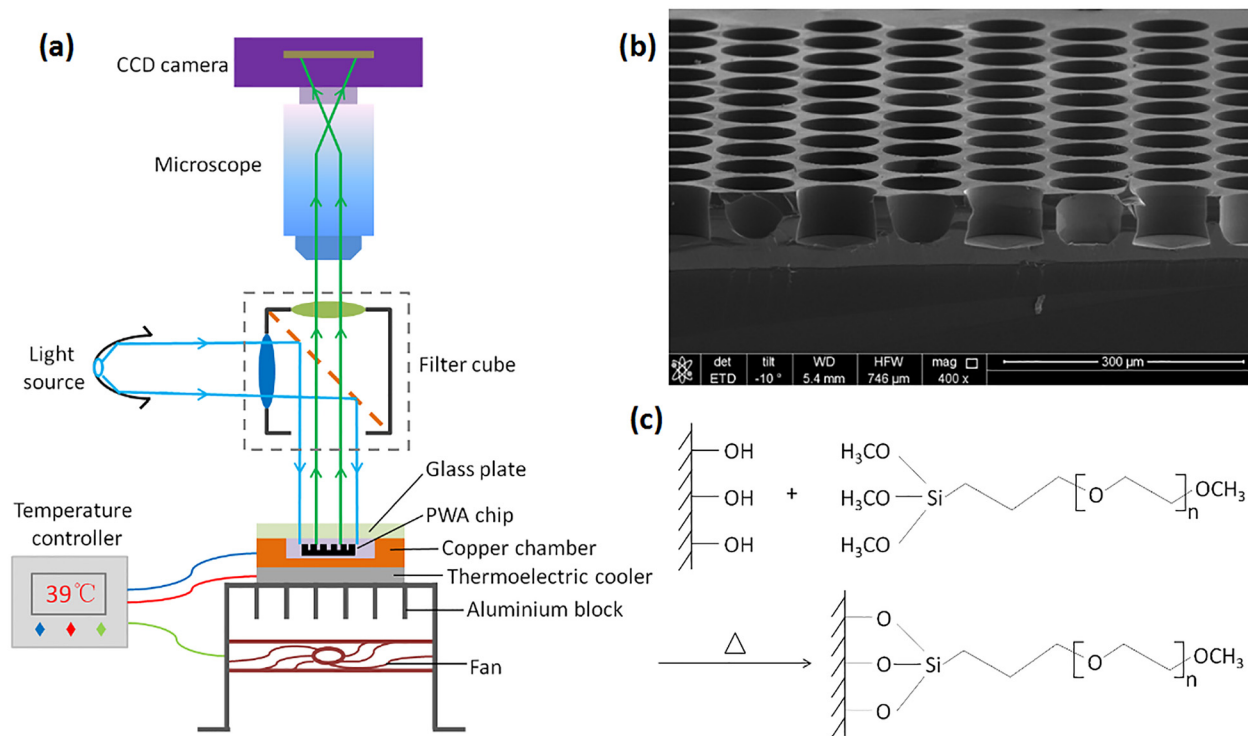 (a)
CCD camera
Microscope
Light
source
Filter cube
Glass plate
PWA chip
Copper chamber
Thermoelectric cooler
Aluminium block
Fan
Temperature
controller
39℃
(b)
det
tilt
WD
HFW
mag □
300 μm
ETD
-10 °
5.4 mm
746 μm
400 x
(c)
OH
OH
OH
+
H₃CO
H₃CO
H₃CO
Si
[O
]n
OCH₃
△
O
O
O
Si
[O
]n
OCH₃